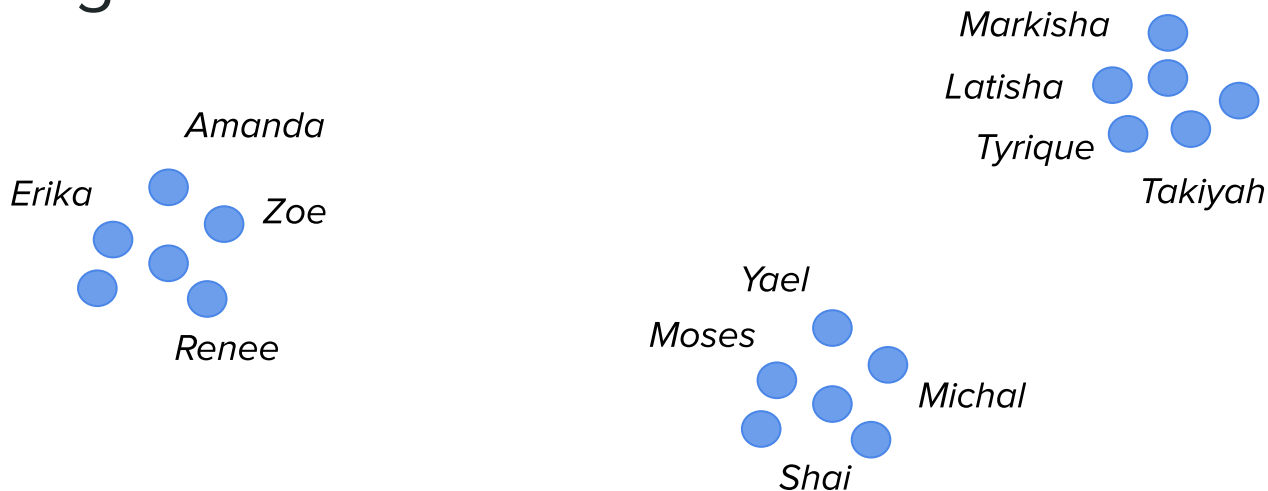 Markisha
Latisha
Amanda
Tyrique
Erika
Takiyah
Zoe
Yael
Moses
Renee
Michal
Shai